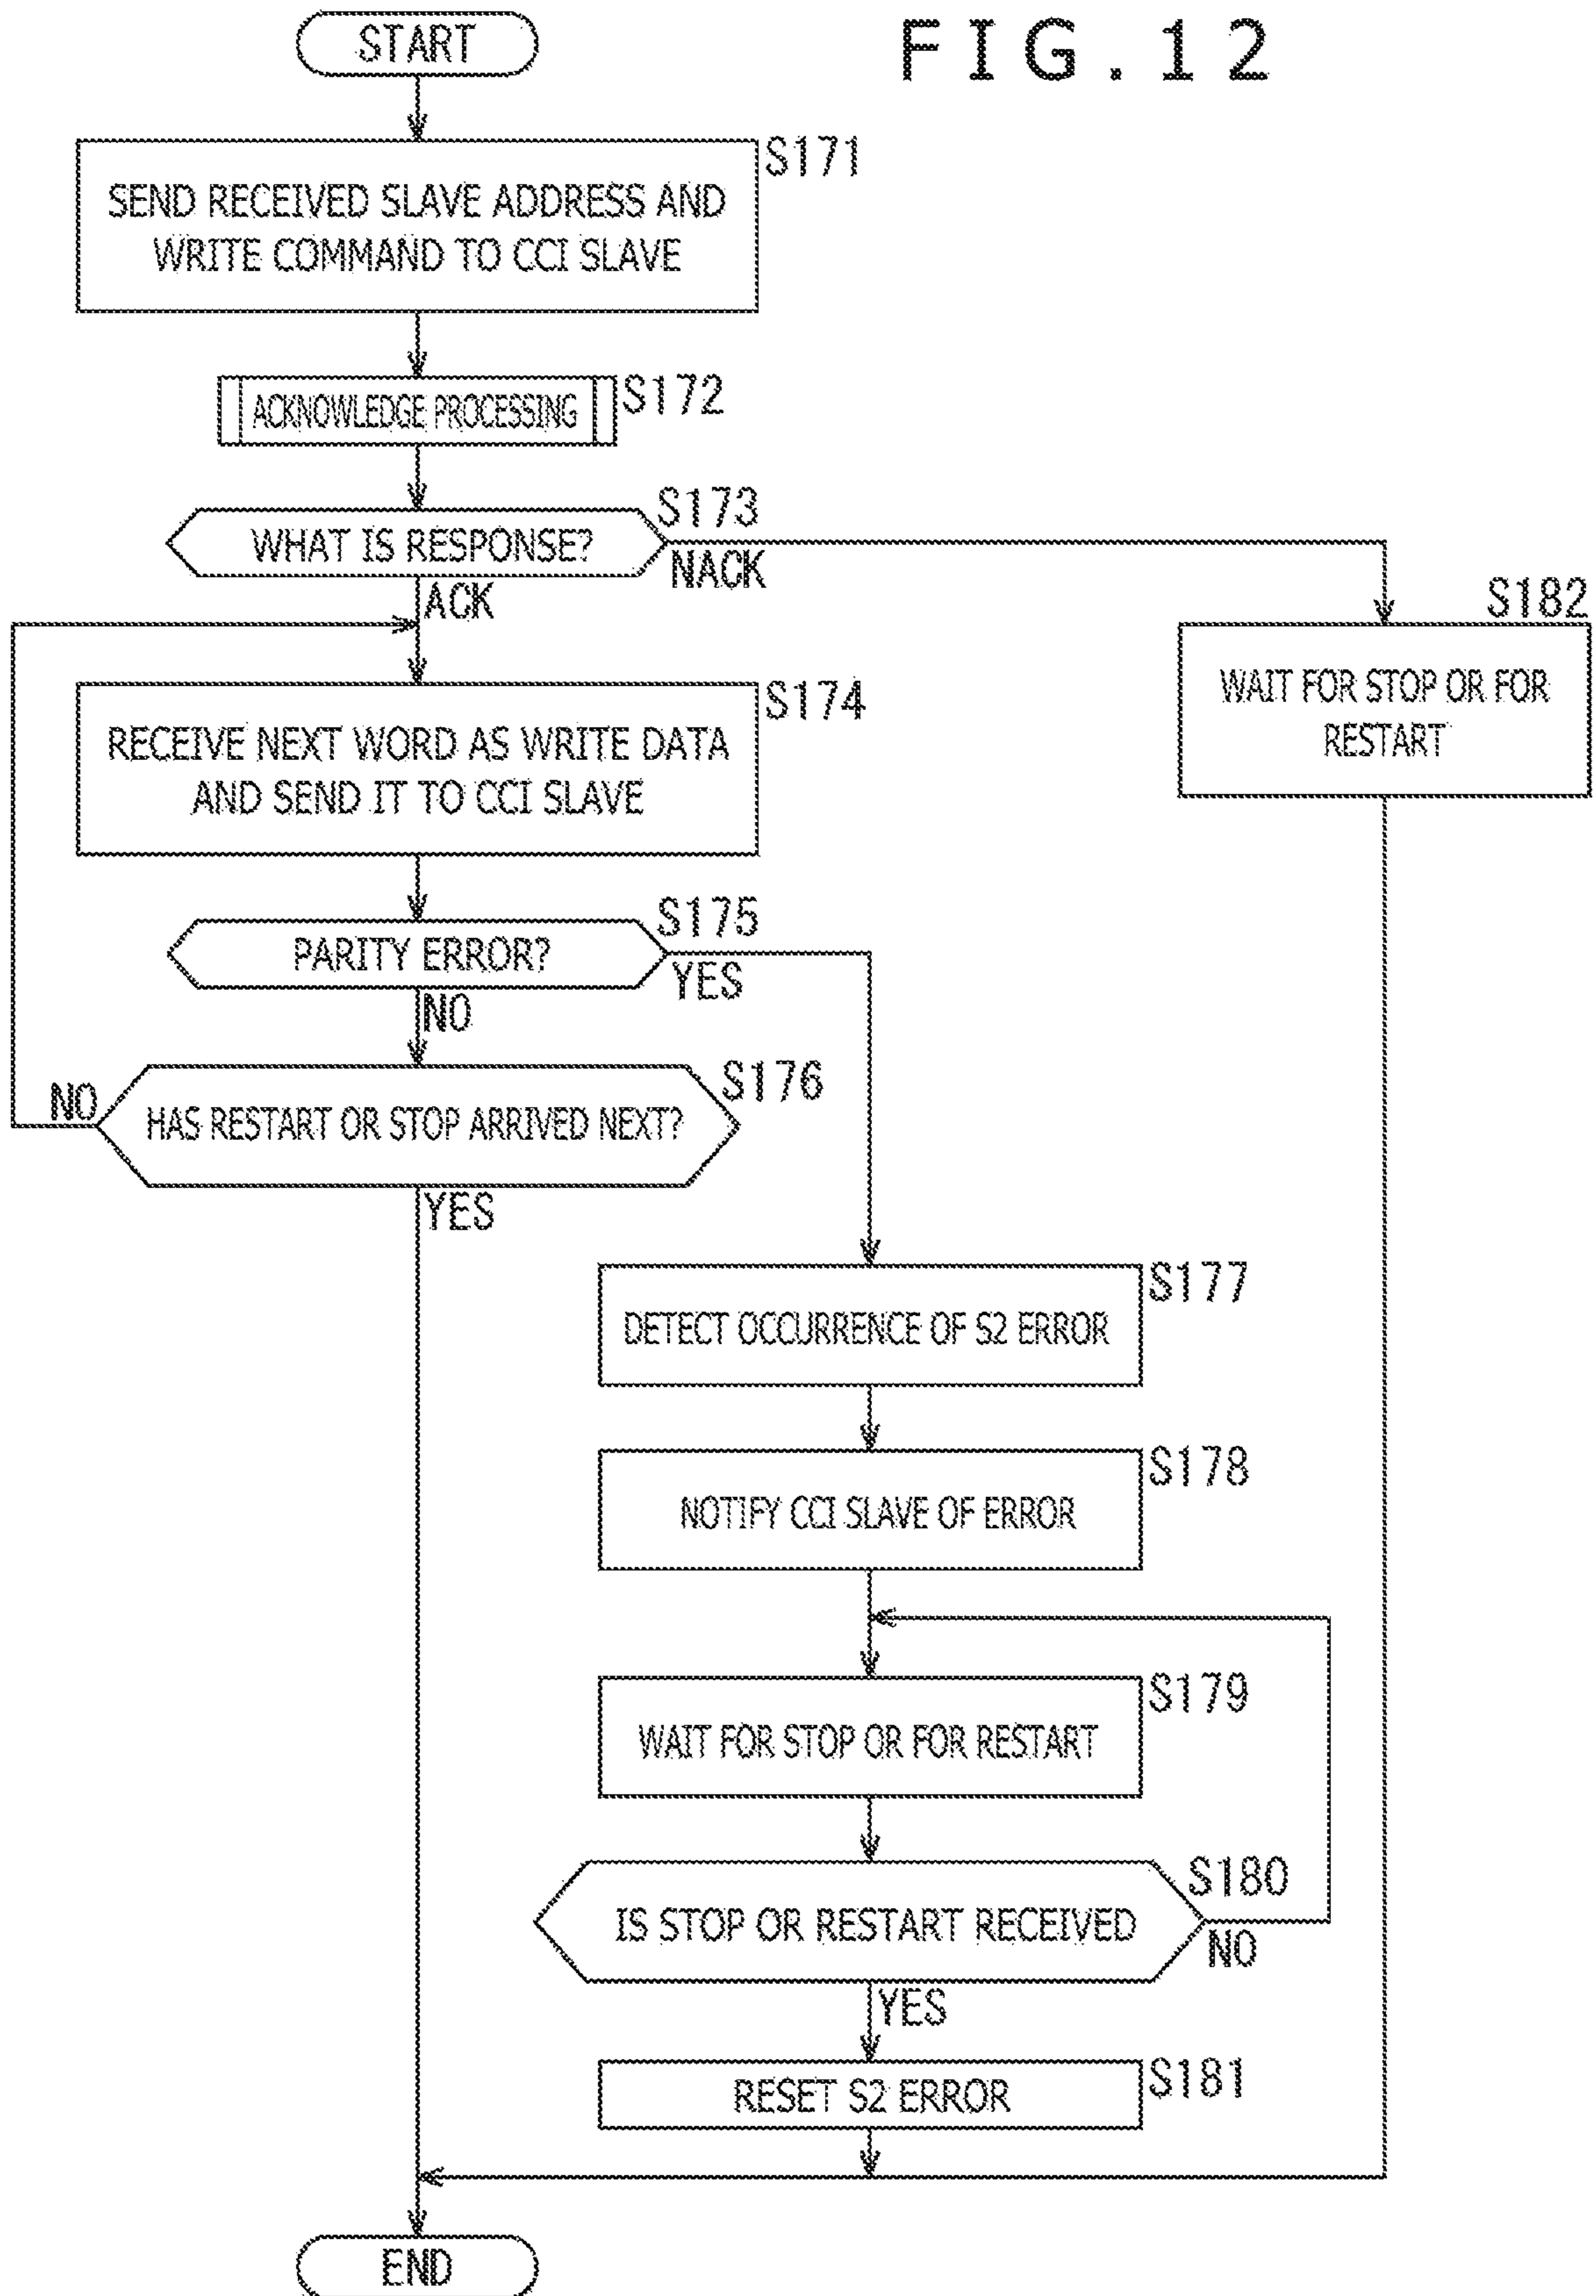 FIG.12
START
S171
SEND RECEIVED SLAVE ADDRESS AND
WRITE COMMAND TO CCI SLAVE
S172
ACKNOWLEDGE PROCESSING
S173
WHAT IS RESPONSE?
NACK
ACK
S182
WAIT FOR STOP OR FOR
RESTART
S174
RECEIVE NEXT WORD AS WRITE DATA
AND SEND IT TO CCI SLAVE
S175
PARITY ERROR?
YES
NO
S176
NO
HAS RESTART OR STOP ARRIVED NEXT?
YES
S177
DETECT OCCURRENCE OF S2 ERROR
S178
NOTIFY CCI SLAVE OF ERROR
S179
WAIT FOR STOP OR FOR RESTART
S180
IS STOP OR RESTART RECEIVED
NO
YES
S181
RESET S2 ERROR
END